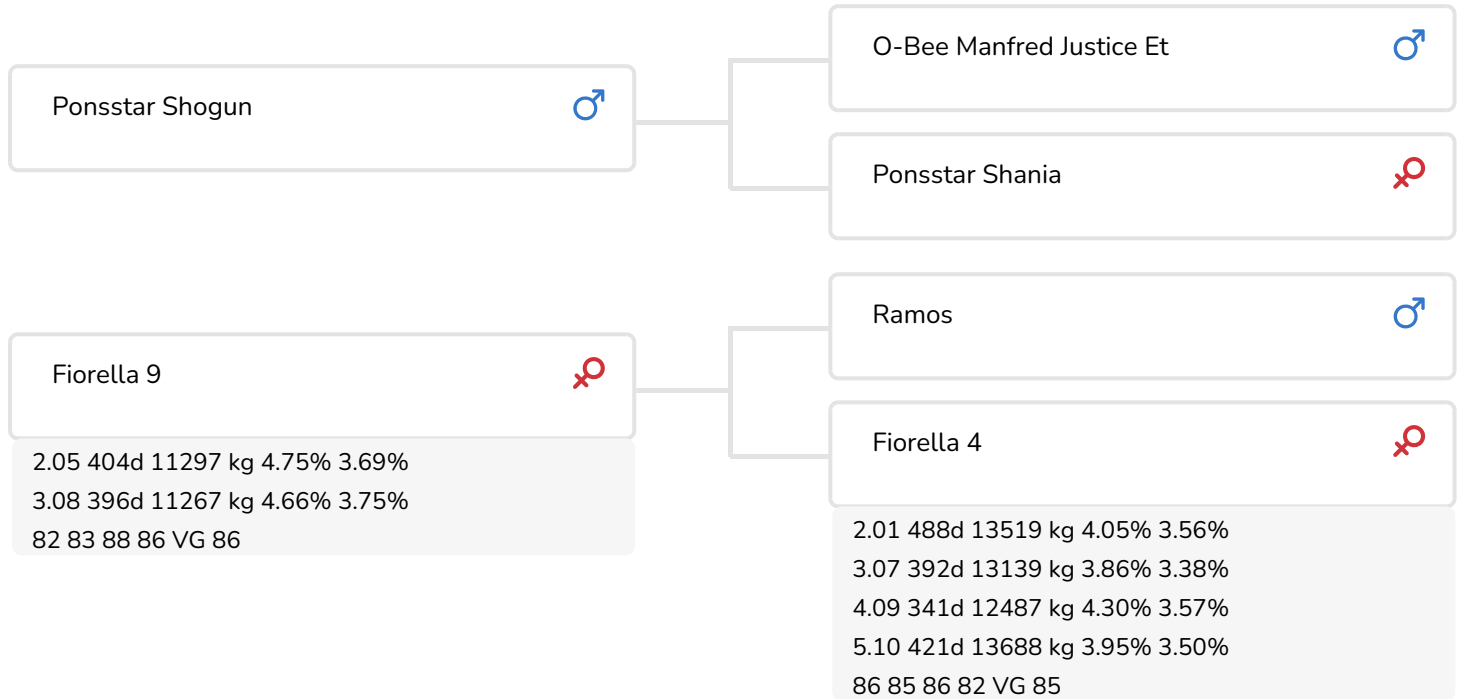 O-Bee Manfred Justice Et
Ponsstar Shogun
Ponsstar Shania
Ramos
Fiorella 9
2.05 404d 11297 kg 4.75% 3.69%
3.08 396d 11267 kg 4.66% 3.75%
82 83 88 86 VG 86
Fiorella 4
2.01 488d 13519 kg 4.05% 3.56%
3.07 392d 13139 kg 3.86% 3.38%
4.09 341d 12487 kg 4.30% 3.57%
5.10 421d 13688 kg 3.95% 3.50%
86 85 86 82 VG 85